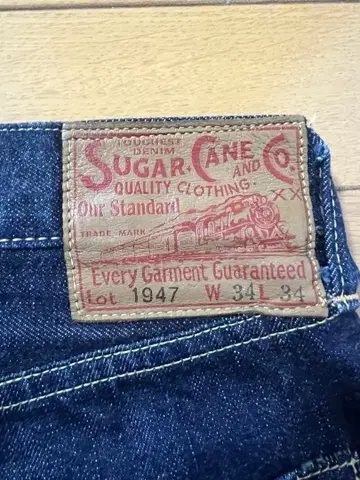 TOUGHEST
DENIM
SUGAR CANE AND CO.
QUALITY CLOTHING.
Our Standard XX
TRADE MARK
Every Garment Guaranteed
Lot 1947 W 34 L 34